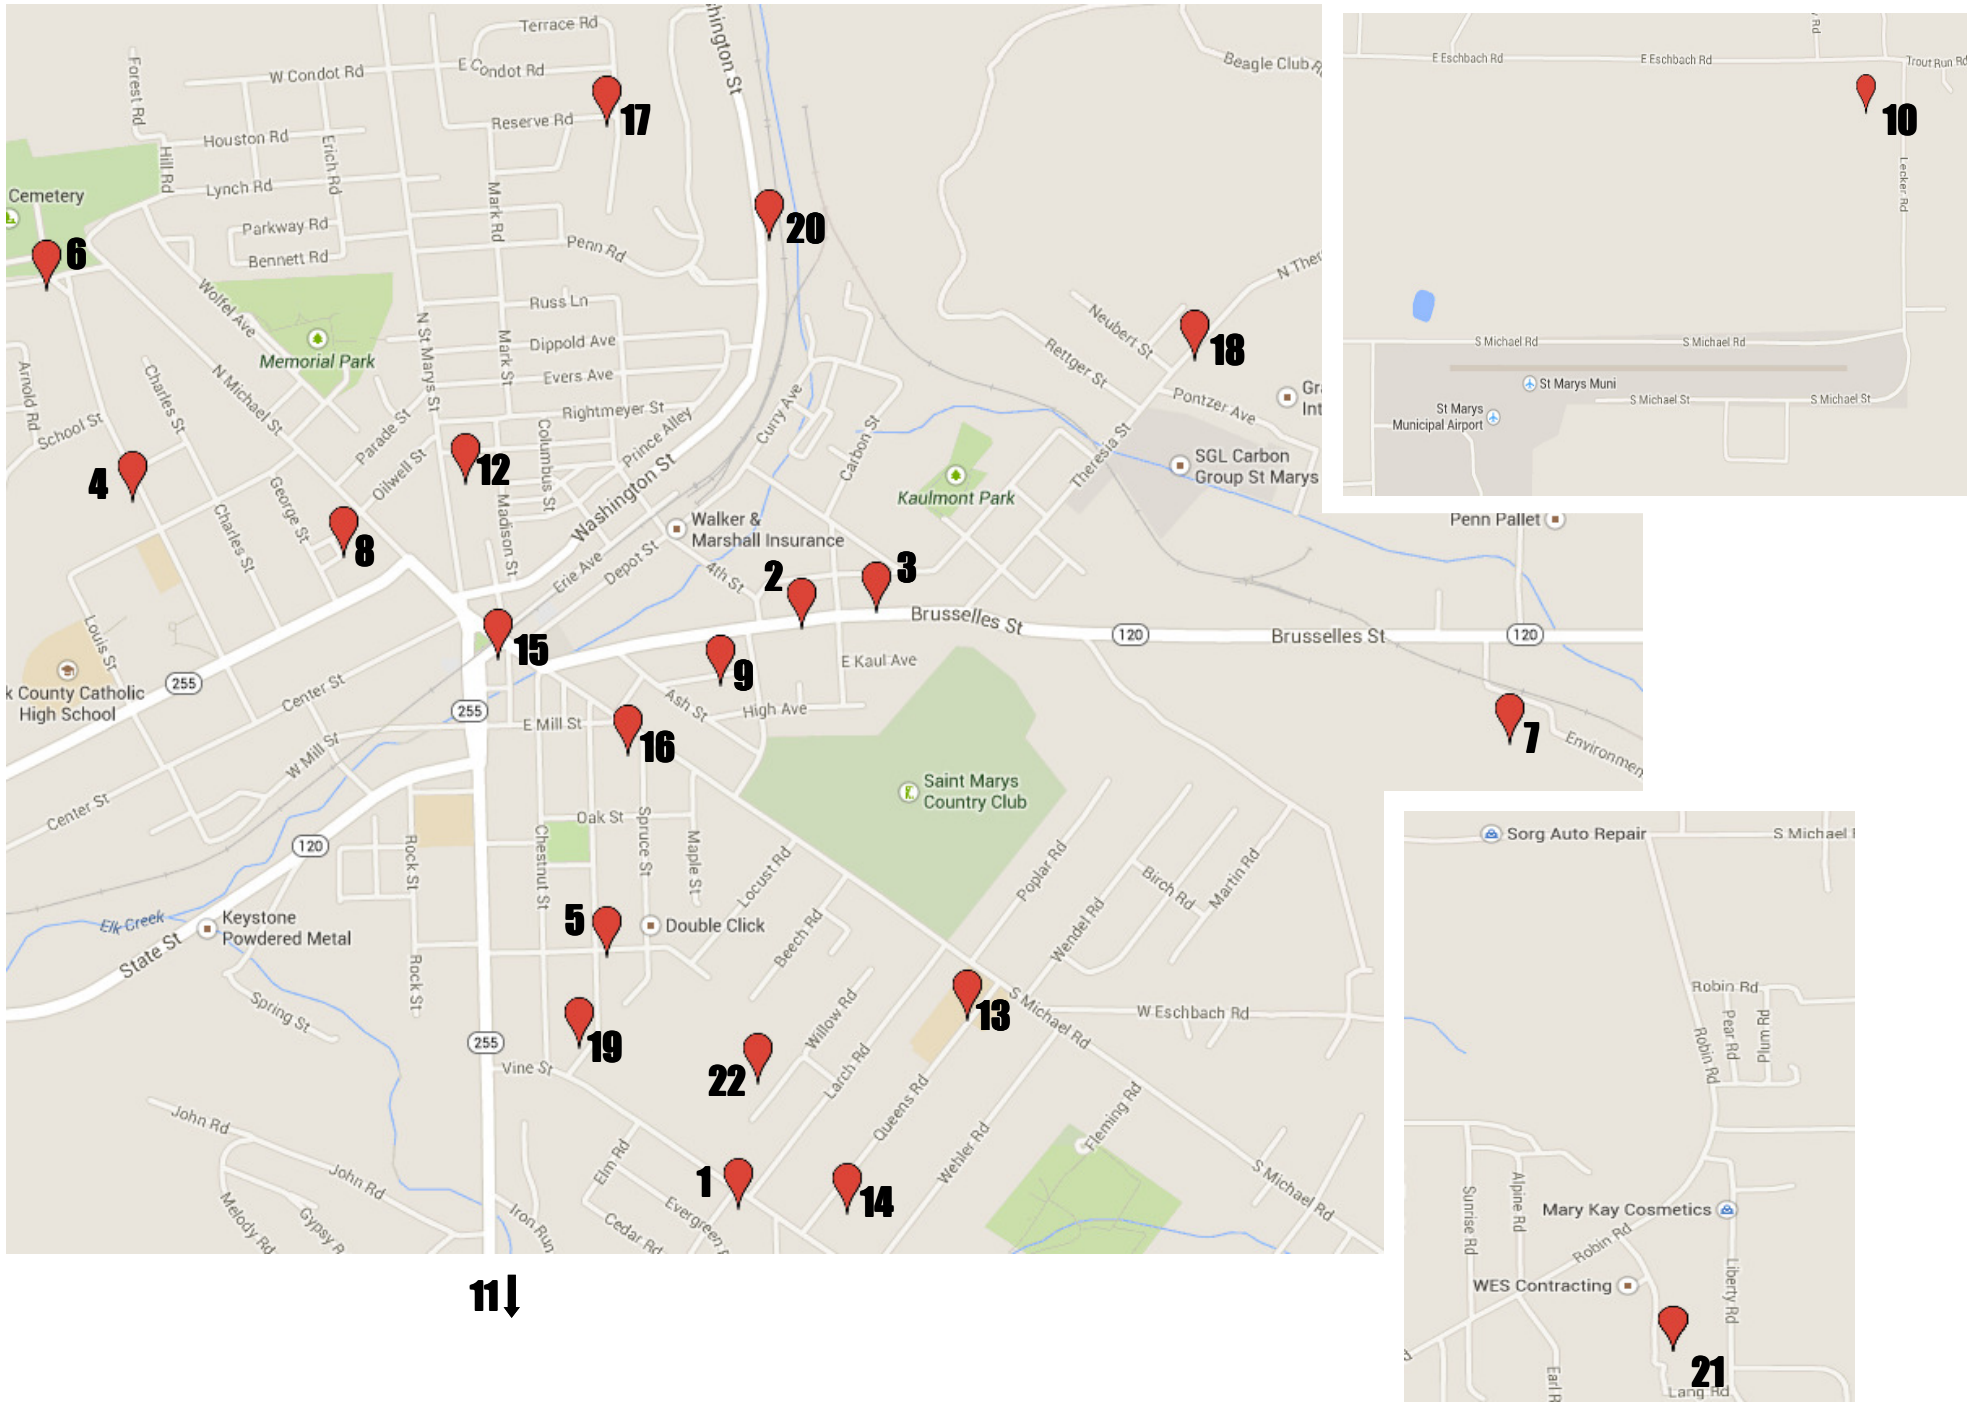 Terrace Rd
W Condot Rd
E Condot Rd
Forest Rd
Reserve Rd
17
Houston Rd
Erich Rd
Hill Rd
Lynch Rd
Mark Rd
Cemetery
Parkway Rd
Bennett Rd
Penn Rd
6
20
Beagle Club
Wolfel Ave
Russ Ln
N St Marys St
Mark St
Dippold Ave
Memorial Park
Evers Ave
Rightmeyer St
Prince Alley
Arnold Rd
Charles St
N Michael St
School St
Parade St
Oilwell St
Columbus St
Curry Ave
Carbon St
Neubert St
Rettger St
18
Pontzer Ave
Theresia St
SGL Carbon
Group St Marys
Kaulmont Park
4
12
George St
Charles St
Madison St
Washington St
8
Walker &
Marshall Insurance
Erie Ave
Depot St
4th St
2
3
Brusselles St
120
Brusselles St
120
Penn Pallet
15
9
E Kaul Ave
Louis St
255
Center St
High School
255
Ash St
High Ave
E Mill St
16
W Mill St
7
Center St
120
Saint Marys
Country Club
Oak St
Rock St
Chestnut St
Spruce St
Maple St
Locust Rd
Poplar Rd
Birch Rd
Martin Rd
Wendel Rd
Beech Rd
Elk Creek
Keystone
Powdered Metal
State St
5
Double Click
Rock St
Spring St
13
S Michael Rd
W Eschbach Rd
Willow Rd
19
255
Vine St
22
Larch Rd
Queens Rd
Wehler Rd
Fleming Rd
John Rd
John Rd
Elm Rd
1
14
S Michael Rd
Melody Rd
Iron Run
Evergreen
Cedar Rd
11
E Eschbach Rd
E Eschbach Rd
Trout Run Rd
10
Lecker Rd
S Michael Rd
S Michael Rd
St Marys Muni
St Marys
Municipal Airport
S Michael St
S Michael St
Sorg Auto Repair
S Michael
Robin Rd
Pear Rd
Plum Rd
Robin Rd
Sunrise Rd
Alpine Rd
Mary Kay Cosmetics
Robin Rd
Liberty Rd
WES Contracting
21
Lang Rd